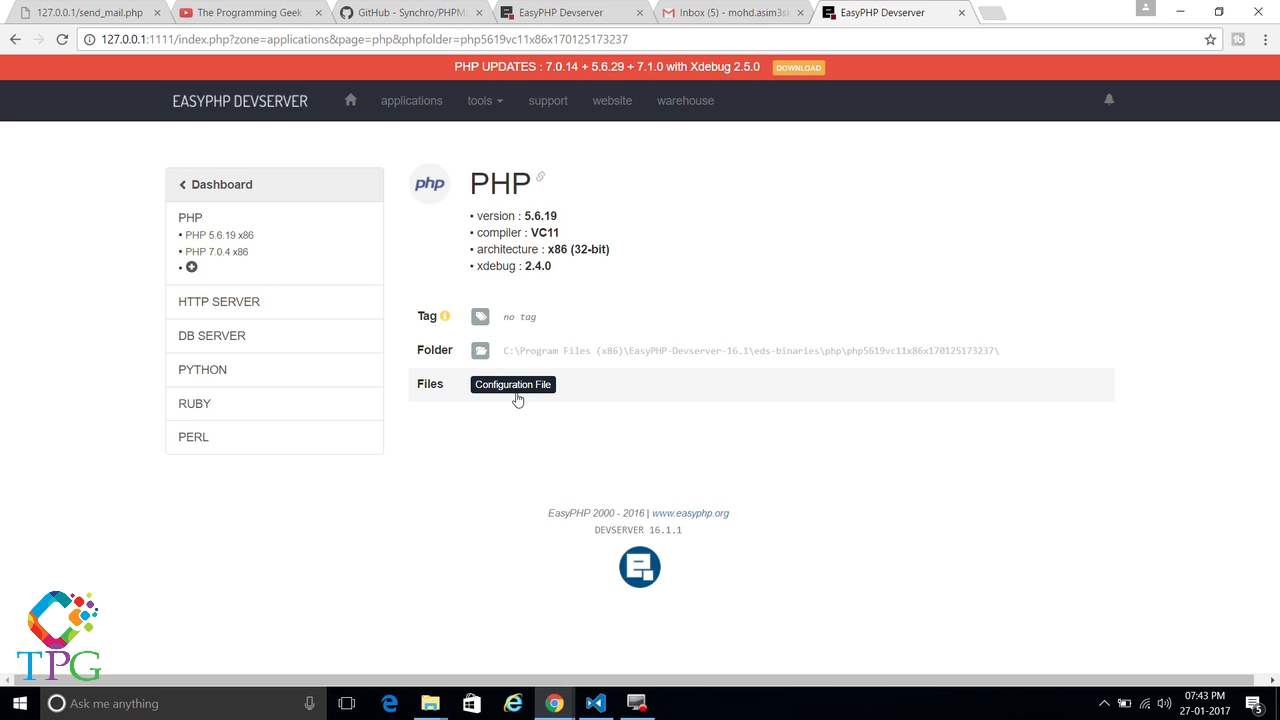 127.0.0.1/send_mail.php
The Programming Geek
GitHub - Synchro/PHPM
EasyPHP Devserver
Inbox (5) - mohd.asim3s
EasyPHP Devserver
127.0.0.1:1111/index.php?zone=applications&page=php&phpfolder=php5619vc11x86x170125173237
PHP UPDATES : 7.0.14 + 5.6.29 + 7.1.0 with Xdebug 2.5.0 DOWNLOAD
EASYPHP DEVSERVER applications tools support website warehouse
Dashboard
PHP
• PHP 5.6.19 x86
• PHP 7.0.4 x86
HTTP SERVER
DB SERVER
PYTHON
RUBY
PERL
php PHP
• version : 5.6.19
• compiler : VC11
• architecture : x86 (32-bit)
• xdebug : 2.4.0
Tag no tag
Folder C:\Program Files (x86)\EasyPHP-Devserver-16.1\eds-binaries\php\php5619vc11x86x170125173237\
Files Configuration File
EasyPHP 2000 - 2016 | www.easyphp.org
DEVSERVER 16.1.1
TPG
Ask me anything
07:43 PM
27-01-2017
5